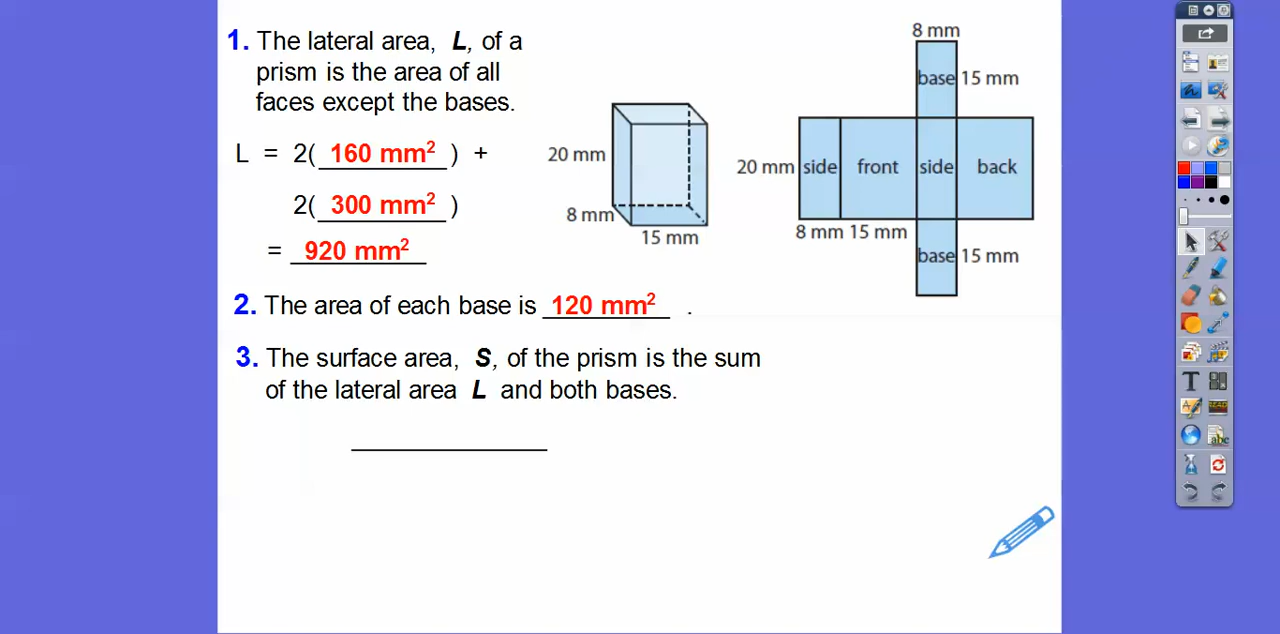 1. The lateral area, L, of a
prism is the area of all
faces except the bases.
L = 2( 160 mm² ) +
2( 300 mm² )
= 920 mm²
20 mm
8 mm
15 mm
8 mm
base 15 mm
20 mm side front side back
8 mm 15 mm
base 15 mm
2. The area of each base is 120 mm² .
3. The surface area, S, of the prism is the sum
of the lateral area L and both bases.
T
abc